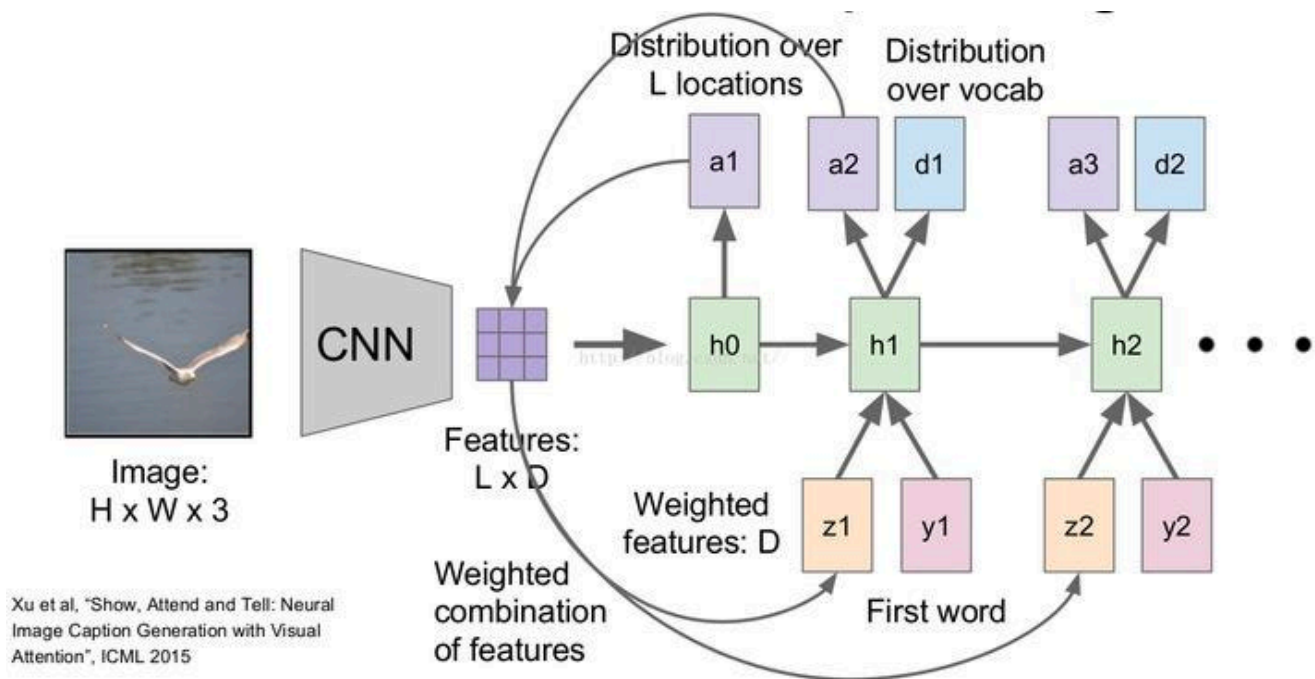 Distribution over
L locations
Distribution
over vocab
a1
a2
d1
a3
d2
CNN
h0
h1
h2
Image:
H x W x 3
Features:
L x D
Weighted
features: D
z1
y1
z2
y2
First word
Weighted
combination
of features
Xu et al, “Show, Attend and Tell: Neural
Image Caption Generation with Visual
Attention”, ICML 2015